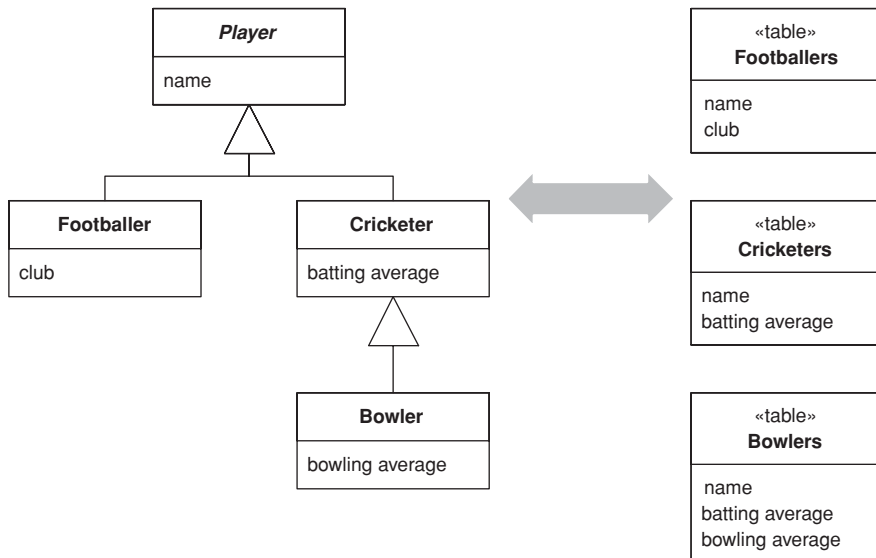 Player
name
Footballer
club
Cricketer
batting average
Bowler
bowling average
«table»
Footballers
name
club
«table»
Cricketers
name
batting average
«table»
Bowlers
name
batting average
bowling average